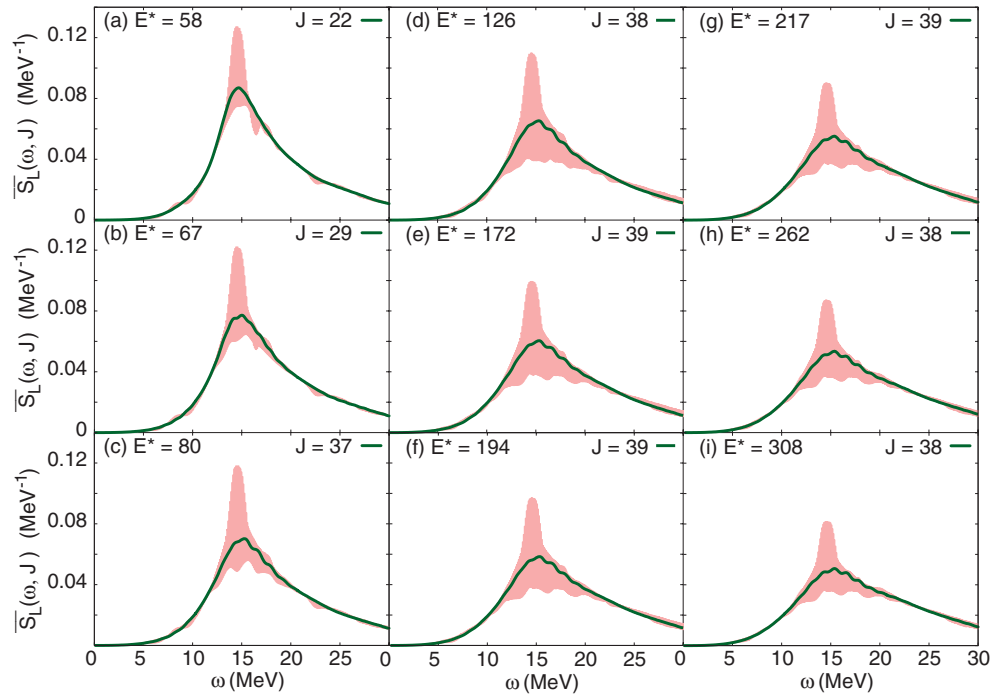 (a) E* = 58 J = 22
(d) E* = 126 J = 38
(g) E* = 217 J = 39
0.12
0.08
0.04
0
S̅_L(ω, J) (MeV⁻¹)
(b) E* = 67 J = 29
(e) E* = 172 J = 39
(h) E* = 262 J = 38
0.12
0.08
0.04
0
S̅_L(ω, J) (MeV⁻¹)
(c) E* = 80 J = 37
(f) E* = 194 J = 39
(i) E* = 308 J = 38
0.12
0.08
0.04
S̅_L(ω, J) (MeV⁻¹)
0 5 10 15 20 25 0 5 10 15 20 25 0 5 10 15 20 25 30
ω (MeV) ω (MeV) ω (MeV)